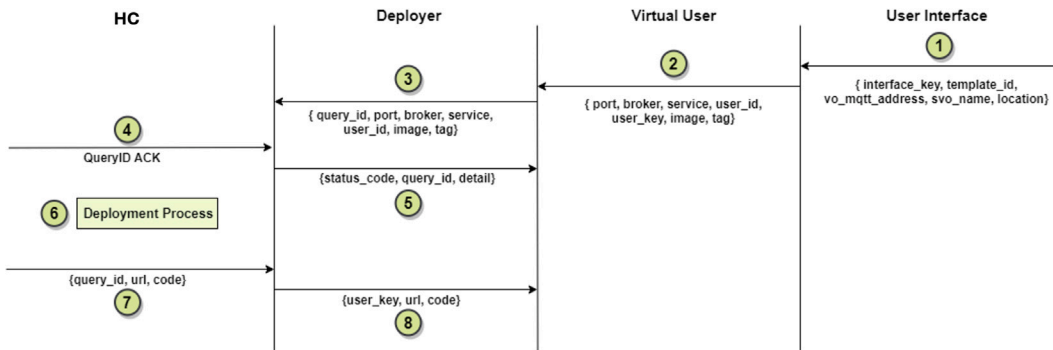 HC
Deployer
Virtual User
User Interface
1
{ interface_key, template_id,
vo_mqtt_address, svo_name, location}
2
{ port, broker, service, user_id,
user_key, image, tag}
3
{ query_id, port, broker, service,
user_id, image, tag}
4
QueryID ACK
{status_code, query_id, detail}
5
6
Deployment Process
{query_id, url, code}
7
{user_key, url, code}
8